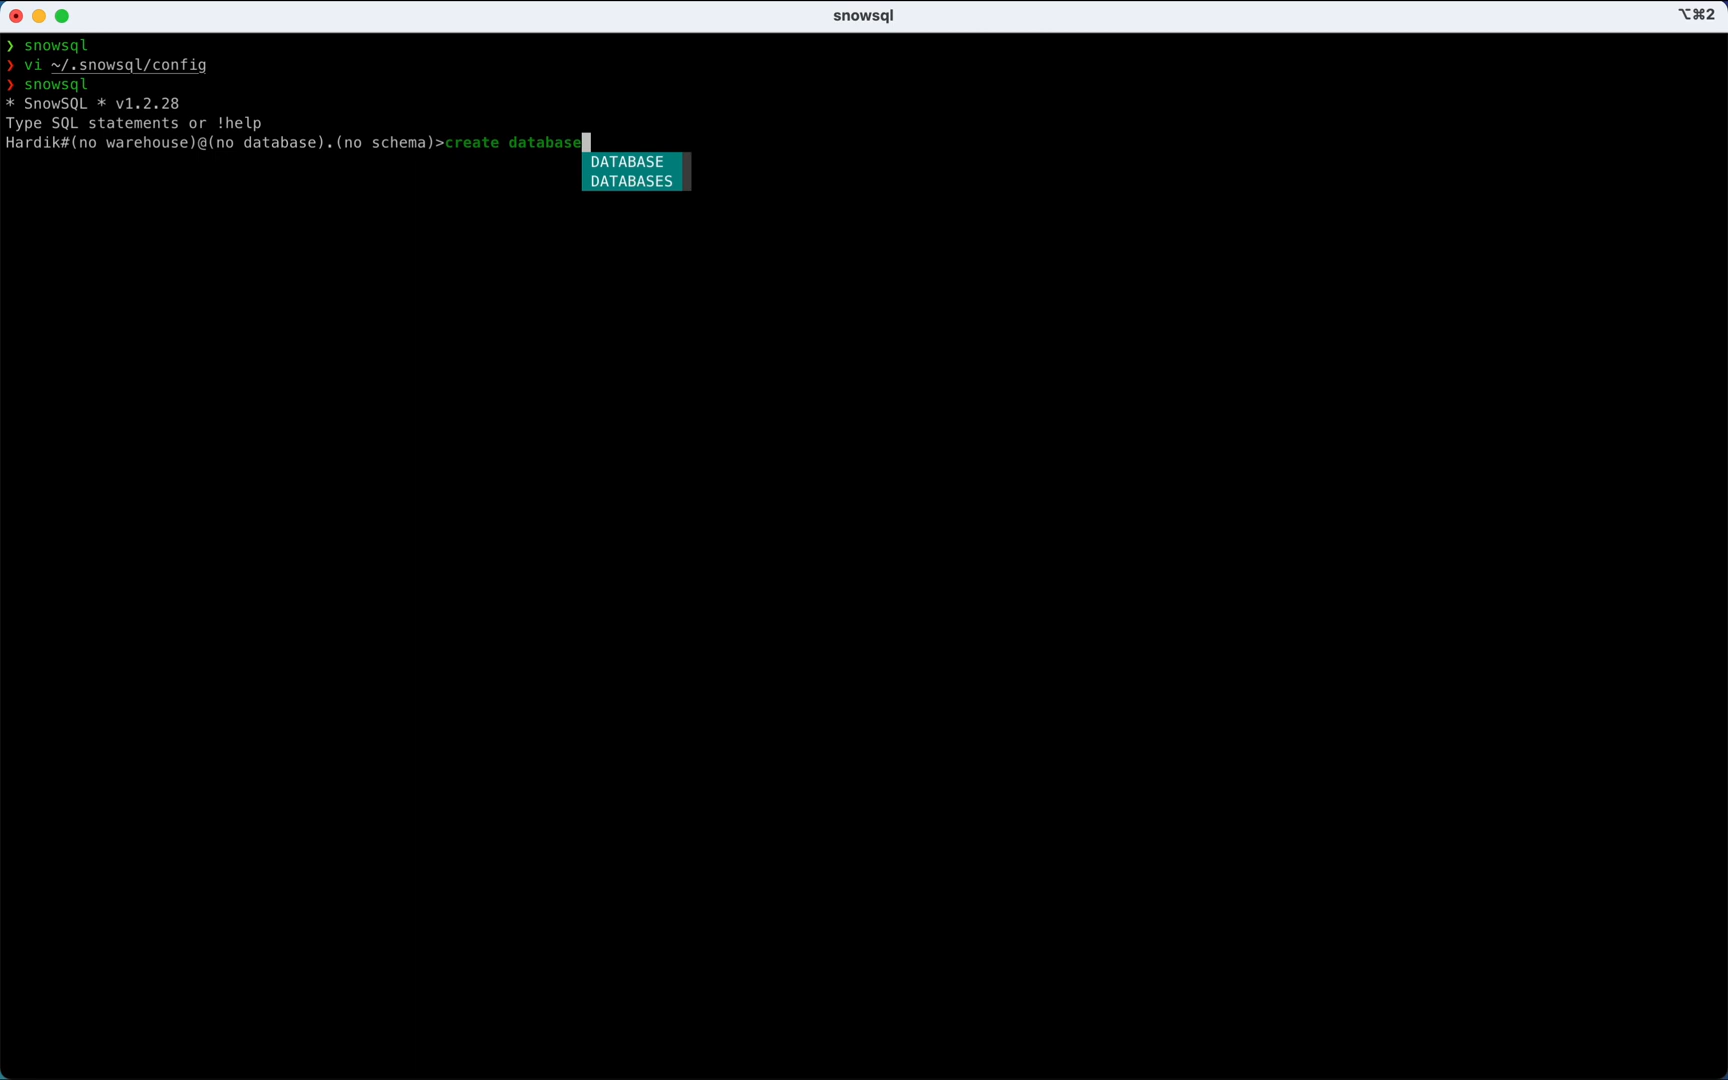 snowsql
⌥⌘2
❯ snowsql
❯ vi ~/.snowsql/config
❯ snowsql
* SnowSQL * v1.2.28
Type SQL statements or !help
Hardik#(no warehouse)@(no database).(no schema)>create database
DATABASE
DATABASES